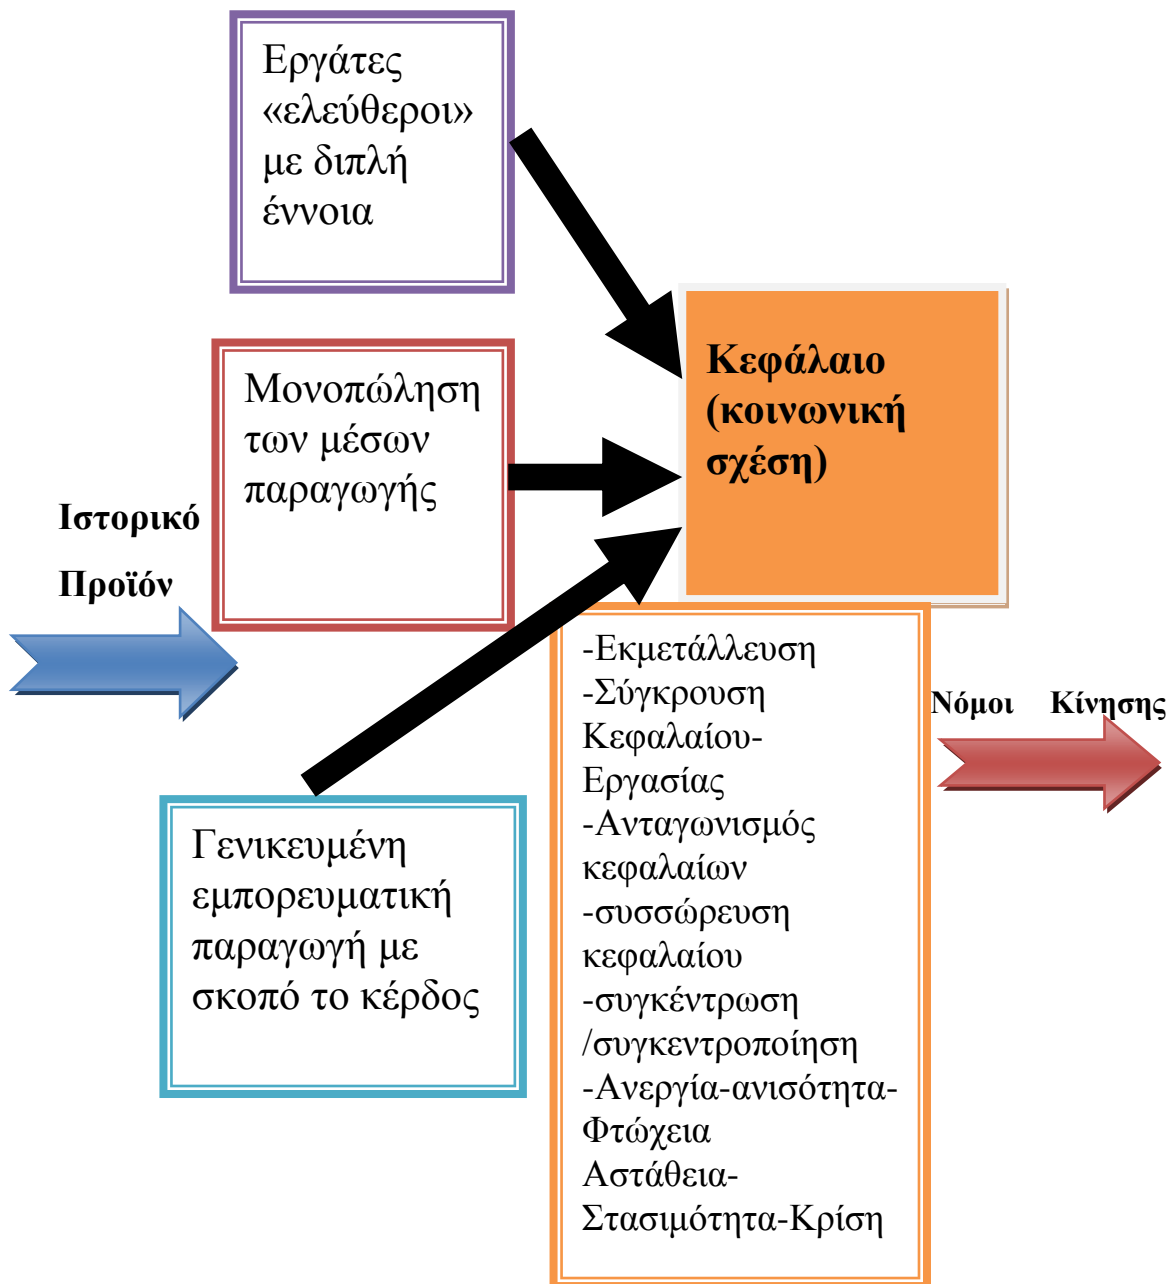 Εργάτες
«ελεύθεροι»
με διπλή
έννοια
Μονοπώληση
των μέσων
παραγωγής
Ιστορικό
Προϊόν
Γενικευμένη
εμπορευματική
παραγωγή με
σκοπό το κέρδος
Κεφάλαιο
(κοινωνική
σχέση)
-Εκμετάλλευση
-Σύγκρουση
Κεφαλαίου-
Εργασίας
-Ανταγωνισμός
κεφαλαίων
-συσσώρευση
κεφαλαίου
-συγκέντρωση
/συγκεντροποίηση
-Ανεργία-ανισότητα-
Φτώχεια
Αστάθεια-
Στασιμότητα-Κρίση
Νόμοι Κίνησης